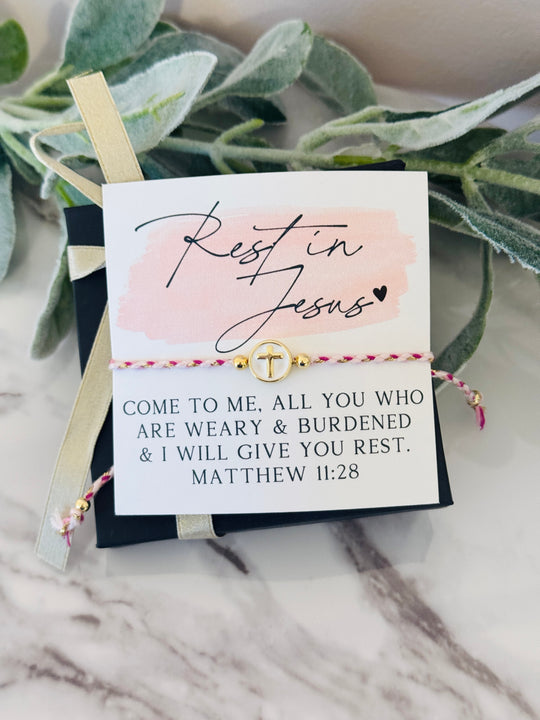 Rest in
Jesus
COME TO ME, ALL YOU WHO
ARE WEARY & BURDENED
& I WILL GIVE YOU REST.
MATTHEW 11:28